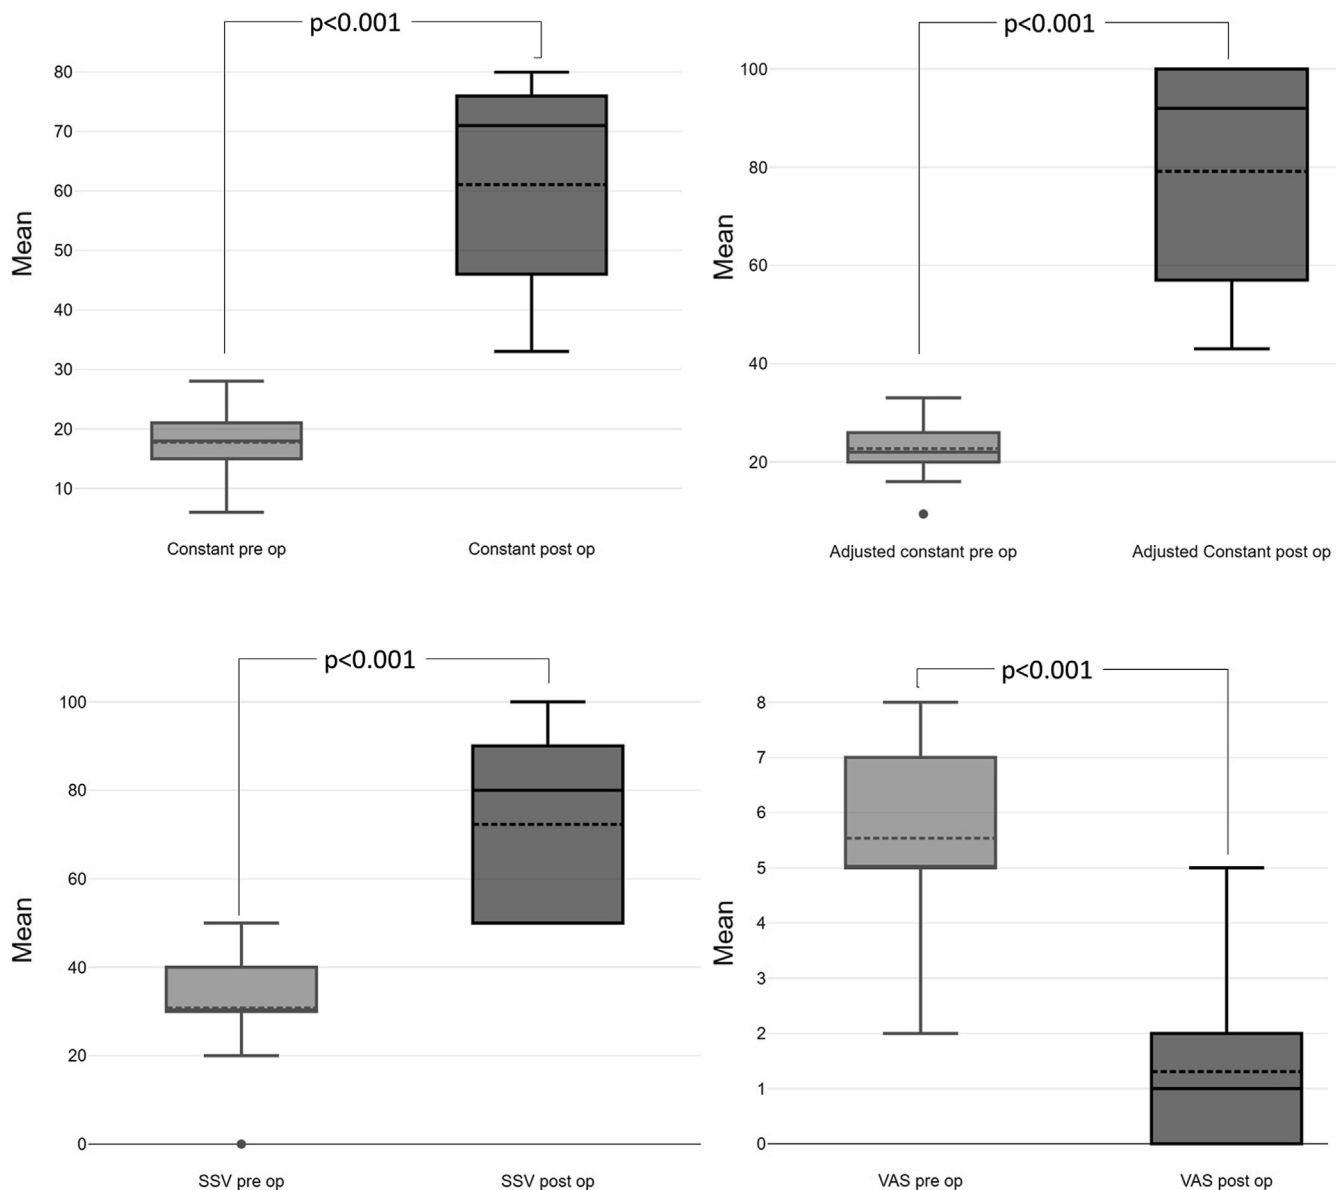 p<0.001
80
70
60
50
40
30
20
10
Mean
Constant pre op
Constant post op
p<0.001
100
80
60
40
20
Mean
Adjusted constant pre op
Adjusted Constant post op
p<0.001
100
80
60
40
20
0
Mean
SSV pre op
SSV post op
p<0.001
8
7
6
5
4
3
2
1
0
Mean
VAS pre op
VAS post op